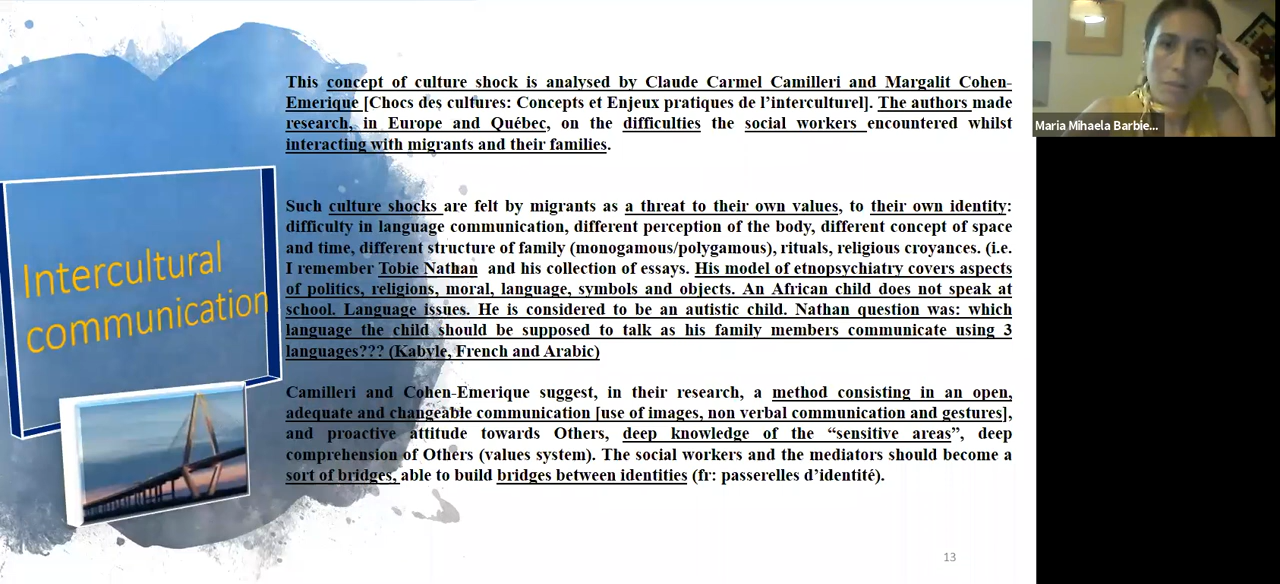 Intercultural
communication
This concept of culture shock is analysed by Claude Carmel Camilleri and Margalit Cohen-
Emerique [Chocs des cultures: Concepts et Enjeux pratiques de l’interculturel]. The authors made
research, in Europe and Québec, on the difficulties the social workers encountered whilst
interacting with migrants and their families.
Such culture shocks are felt by migrants as a threat to their own values, to their own identity:
difficulty in language communication, different perception of the body, different concept of space
and time, different structure of family (monogamous/polygamous), rituals, religious croyances. (i.e.
I remember Tobie Nathan and his collection of essays. His model of etnopsychiatry covers aspects
of politics, religions, moral, language, symbols and objects. An African child does not speak at
school. Language issues. He is considered to be an autistic child. Nathan question was: which
language the child should be supposed to talk as his family members communicate using 3
languages??? (Kabyle, French and Arabic)
Camilleri and Cohen-Emerique suggest, in their research, a method consisting in an open,
adequate and changeable communication [use of images, non verbal communication and gestures],
and proactive attitude towards Others, deep knowledge of the “sensitive areas”, deep
comprehension of Others (values system). The social workers and the mediators should become a
sort of bridges, able to build bridges between identities (fr: passerelles d’identité).
13
Maria Mihaela Barbie...